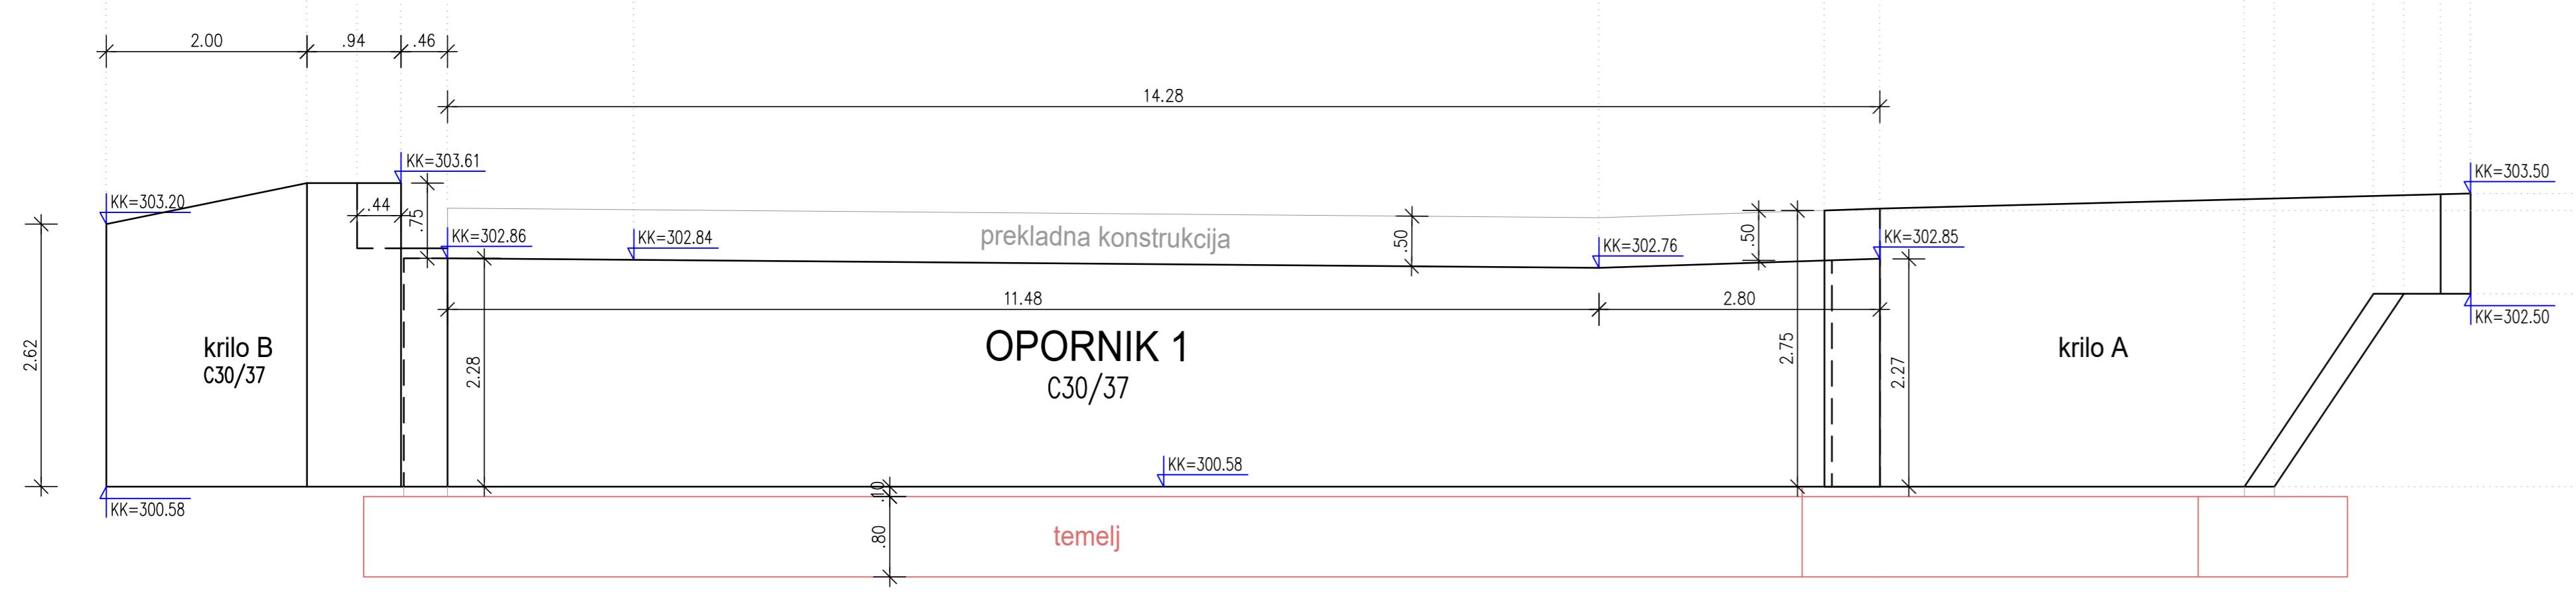 2.00
.94
.46
14.28
KK=303.61
KK=303.50
KK=303.20
.44
.75
KK=302.86
KK=302.84
prekladna konstrukcija
.50
KK=302.76
.50
KK=302.85
11.48
2.80
KK=302.50
2.62
krilo B
C30/37
2.28
OPORNIK 1
C30/37
2.75
2.27
krilo A
KK=300.58
KK=300.58
.10
.80
temelj